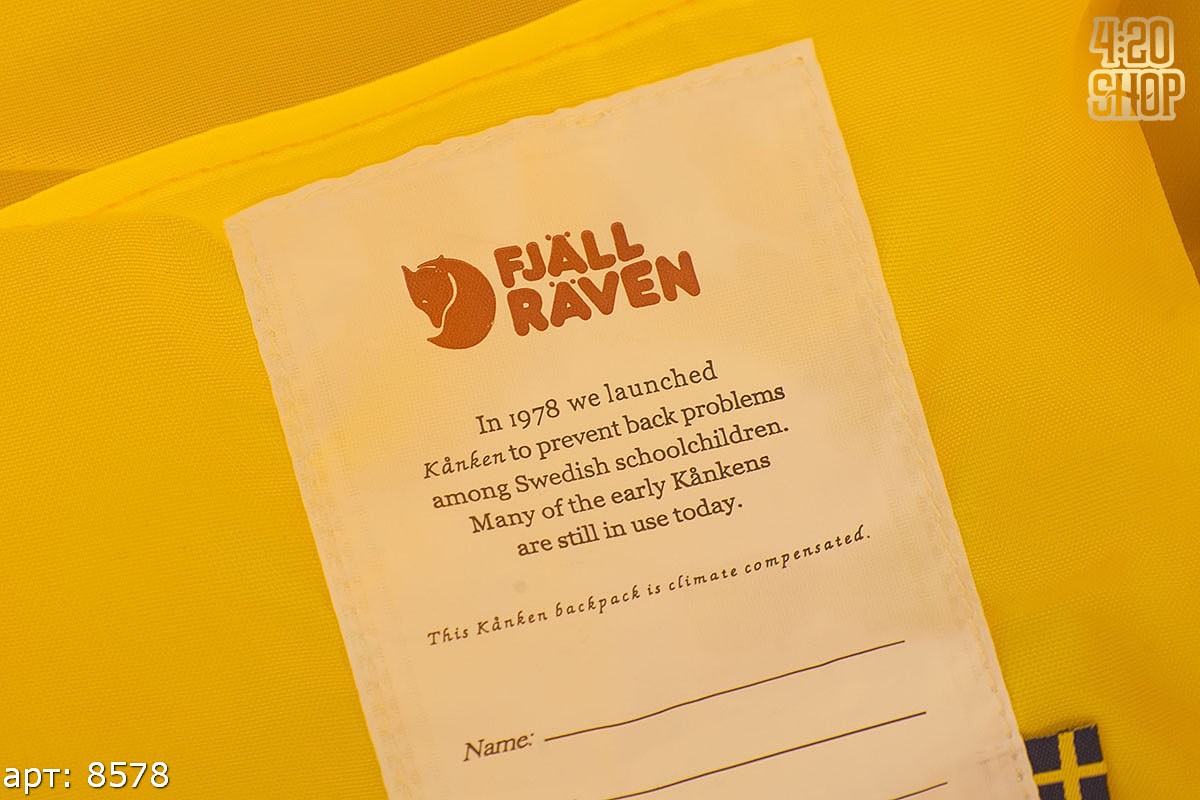 4:20
SHOP
FJÄLL
RÄVEN
In 1978 we launched
Kånken to prevent back problems
among Swedish schoolchildren.
Many of the early Kånkens
are still in use today.
This Kånken backpack is climate compensated.
Name:
арт: 8578